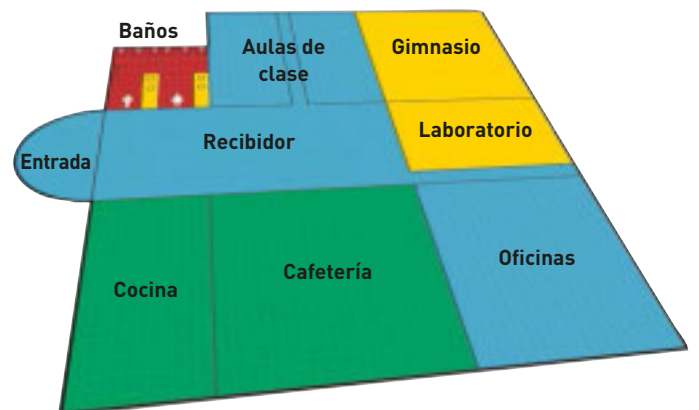 Baños
Aulas de
clase
Gimnasio
Entrada
Recibidor
Laboratorio
Cocina
Cafetería
Oficinas